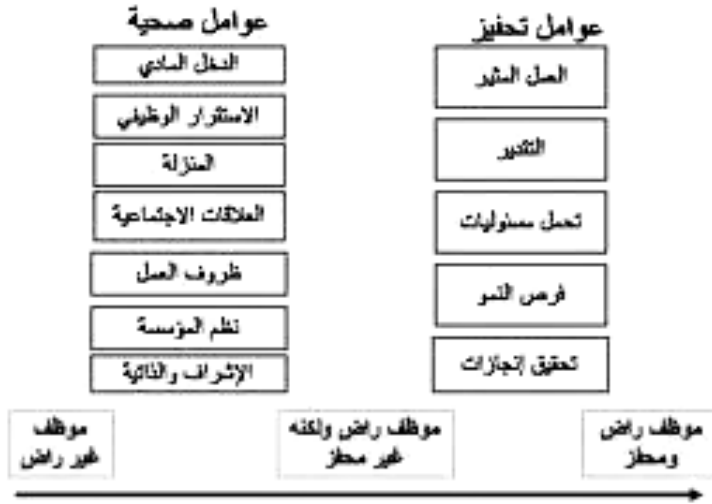 عوامل تحفيز
العمل المثير
التقدير
تحمل مسئوليات
فرص النمو
تحقيق إنجازات
عوامل صحية
الدخل المادي
الاستقرار الوظيفي
المنزلة
العلاقات الاجتماعية
ظروف العمل
نظم المؤسسة
الإشراف والذاتية
موظف راض
ومحفز
موظف راض ولكنه
غير محفز
موظف
غير راض